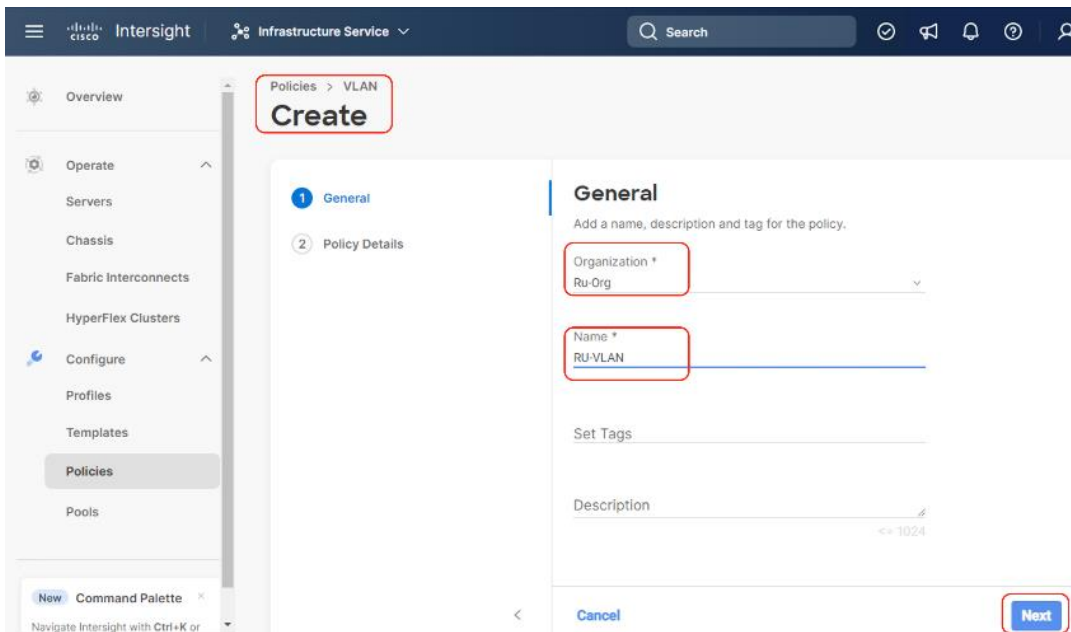 cisco Intersight
Infrastructure Service
Search
Overview
Operate
Servers
Chassis
Fabric Interconnects
HyperFlex Clusters
Configure
Profiles
Templates
Policies
Pools
New Command Palette ×
Navigate Intersight with Ctrl+K or
Policies > VLAN
Create
1 General
2 Policy Details
General
Add a name, description and tag for the policy.
Organization *
Ru-Org
Name *
RU-VLAN
Set Tags
Description
<= 1024
< Cancel
Next